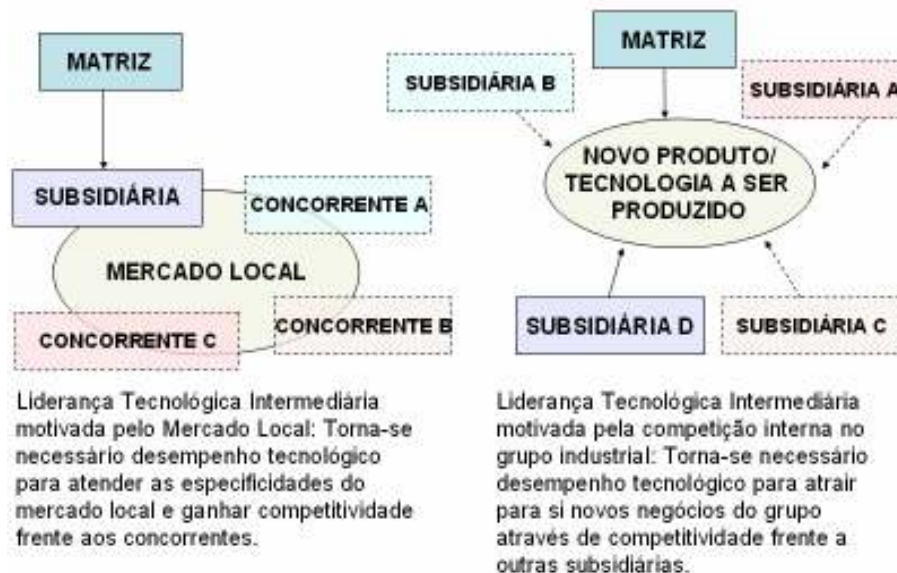 MATRIZ
SUBSIDIÁRIA
CONCORRENTE A
MERCADO LOCAL
CONCORRENTE B
CONCORRENTE C
Liderança Tecnológica Intermediária
motivada pelo Mercado Local: Torna-se
necessário desempenho tecnológico
para atender as especificidades do
mercado local e ganhar competitividade
frente aos concorrentes.
MATRIZ
SUBSIDIÁRIA B
SUBSIDIÁRIA A
NOVO PRODUTO/
TECNOLOGIA A SER
PRODUZIDO
SUBSIDIÁRIA D
SUBSIDIÁRIA C
Liderança Tecnológica Intermediária
motivada pela competição interna no
grupo industrial: Torna-se necessário
desempenho tecnológico para atrair
para si novos negócios do grupo
através de competitividade frente a
outras subsidiárias.